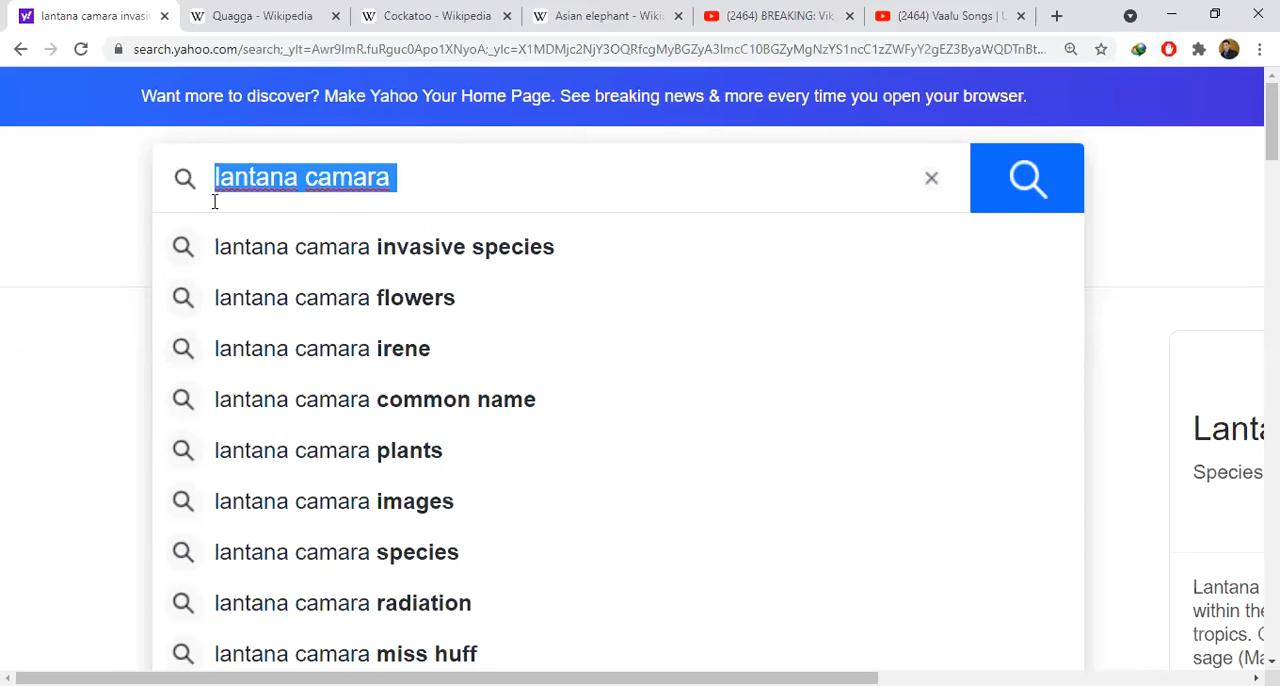 lantana camara invasi
Quagga - Wikipedia
Cockatoo - Wikipedia
Asian elephant - Wiki
(2464) BREAKING: Vik
(2464) Vaalu Songs | U
search.yahoo.com/search;_ylt=Awr9ImR.fuRguc0Apo1XNyoA;_ylc=X1MDMjc2NjY3OQRfcgMyBGZyA3lmcC10BGZyMgNzYS1ncC1zZWFyY2gEZ3ByaWQDTnBt...
Want more to discover? Make Yahoo Your Home Page. See breaking news & more every time you open your browser.
lantana camara
lantana camara invasive species
lantana camara flowers
lantana camara irene
lantana camara common name
lantana camara plants
lantana camara images
lantana camara species
lantana camara radiation
lantana camara miss huff
Lanta
Species
Lantana
within the
tropics.
sage (Ma